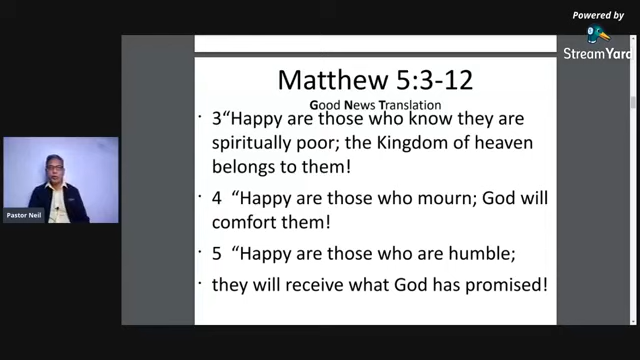 Powered by
StreamYard
Matthew 5:3-12
Good News Translation
· 3“Happy are those who know they are
spiritually poor; the Kingdom of heaven
belongs to them!
· 4 “Happy are those who mourn; God will
comfort them!
· 5 “Happy are those who are humble;
· they will receive what God has promised!
Pastor Neil